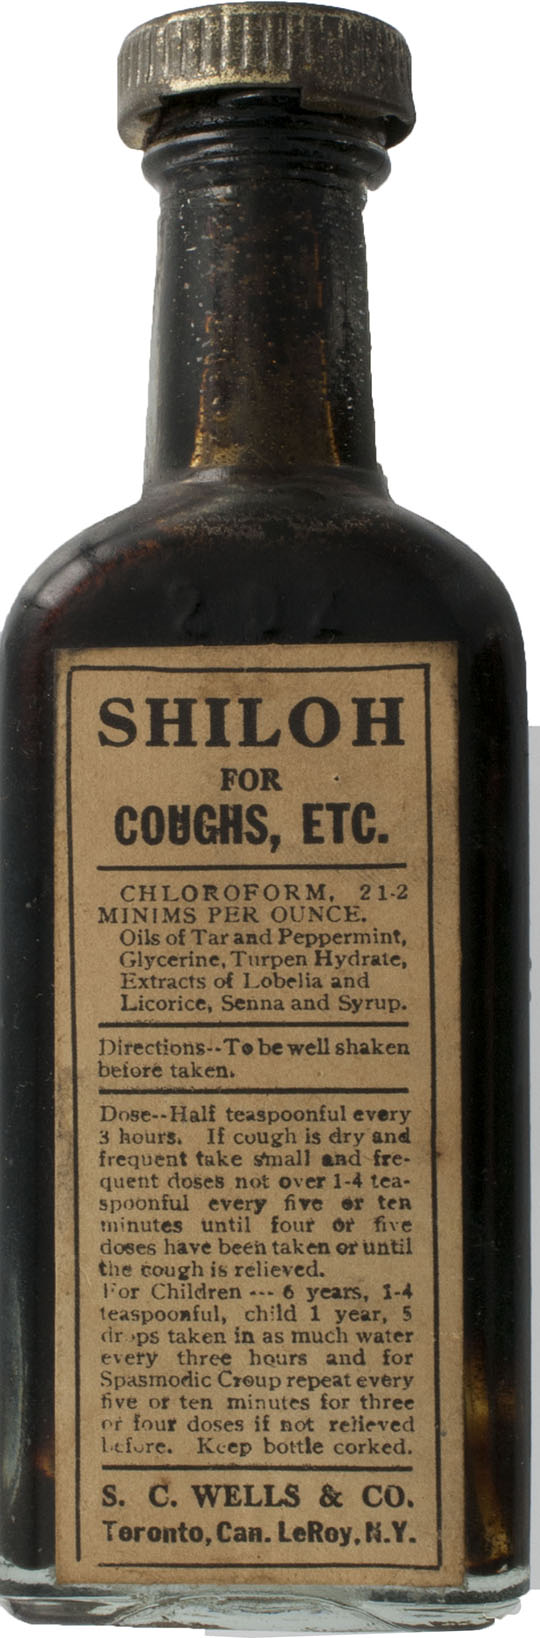 2 oz
SHILOH
FOR
COUGHS, ETC.
CHLOROFORM, 2 1-2
MINIMS PER OUNCE.
Oils of Tar and Peppermint,
Glycerine, Turpen Hydrate,
Extracts of Lobelia and
Licorice, Senna and Syrup.
Directions--To be well shaken
before taken.
Dose--Half teaspoonful every
3 hours. If cough is dry and
frequent take small and fre-
quent doses not over 1-4 tea-
spoonful every five or ten
minutes until four or five
doses have been taken or until
the cough is relieved.
For Children --- 6 years, 1-4
teaspoonful, child 1 year, 5
drops taken in as much water
every three hours and for
Spasmodic Croup repeat every
five or ten minutes for three
or four doses if not relieved
before. Keep bottle corked.
S. C. WELLS & CO.
Toronto, Can. LeRoy, N.Y.